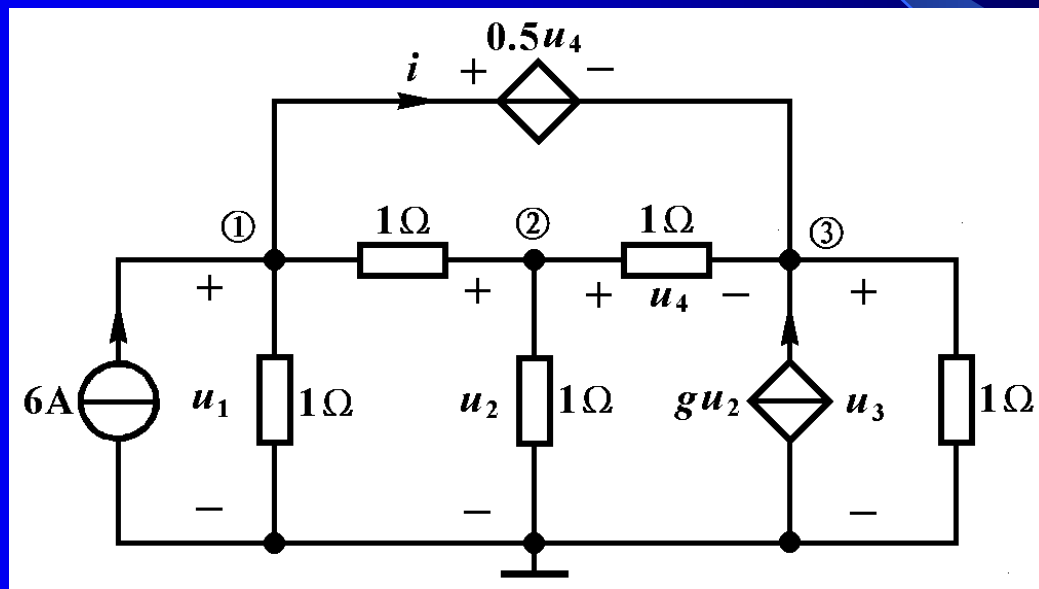 0.5u₄
i + −
① 1Ω ② 1Ω ③
+ + + u₄ − +
6A u₁ 1Ω u₂ 1Ω gu₂ u₃ 1Ω
− − −